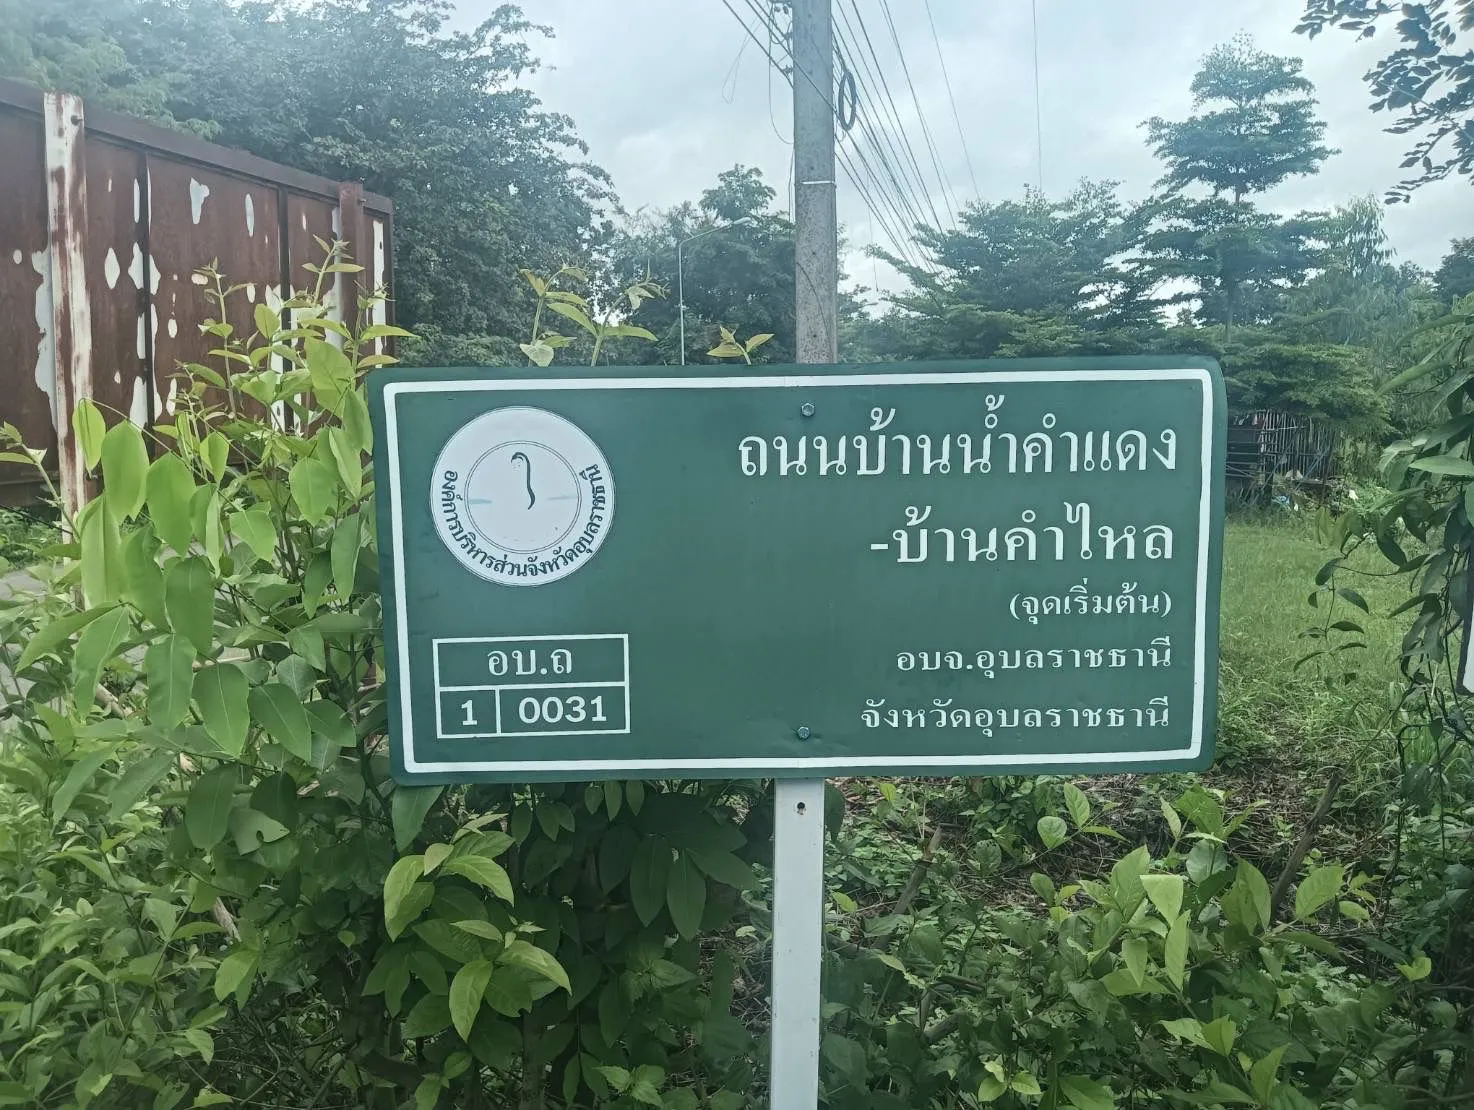 องค์การบริหารส่วนจังหวัดอุบลราชธานี
อบ.ถ
1 0031
ถนนบ้านน้ำคำแดง
-บ้านคำไหล
(จุดเริ่มต้น)
อบจ.อุบลราชธานี
จังหวัดอุบลราชธานี